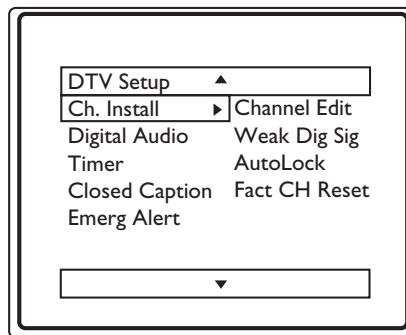 DTV Setup ▲
Ch. Install ▶ Channel Edit
Digital Audio Weak Dig Sig
Timer AutoLock
Closed Caption Fact CH Reset
Emerg Alert
▼